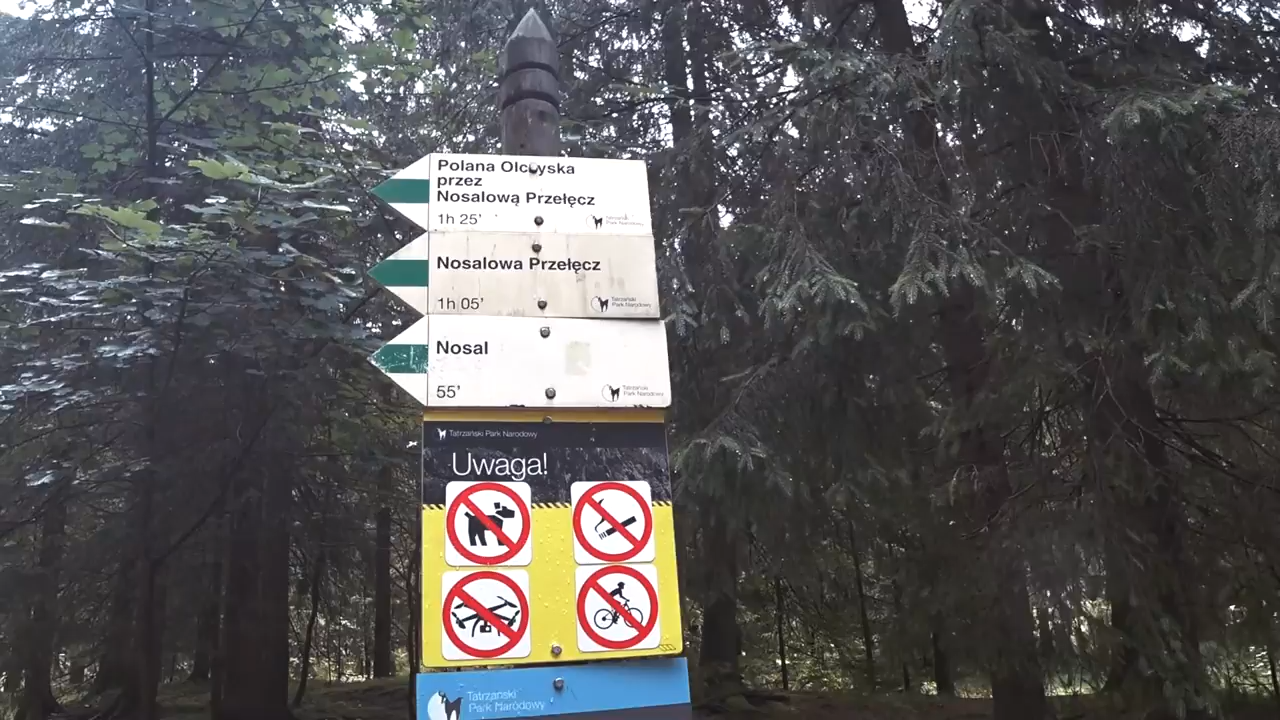 Polana Olczyska
przez
Nosalową Przełęcz
1h 25'
Tatrzański
Park Narodowy
Nosalowa Przełęcz
1h 05'
Tatrzański
Park Narodowy
Nosal
55'
Tatrzański
Park Narodowy
Tatrzański Park Narodowy
Uwaga!
Tatrzański
Park Narodowy